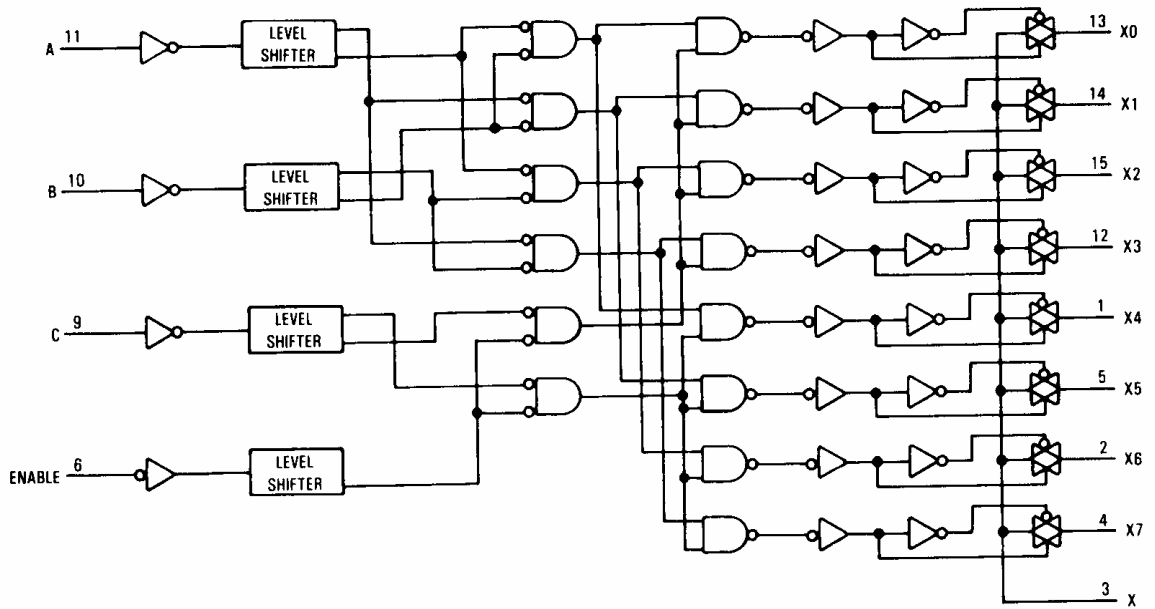 A 11 LEVEL SHIFTER 13 X0
14 X1
B 10 LEVEL SHIFTER 15 X2
12 X3
C 9 LEVEL SHIFTER 1 X4
5 X5
ENABLE 6 LEVEL SHIFTER 2 X6
4 X7
3 X